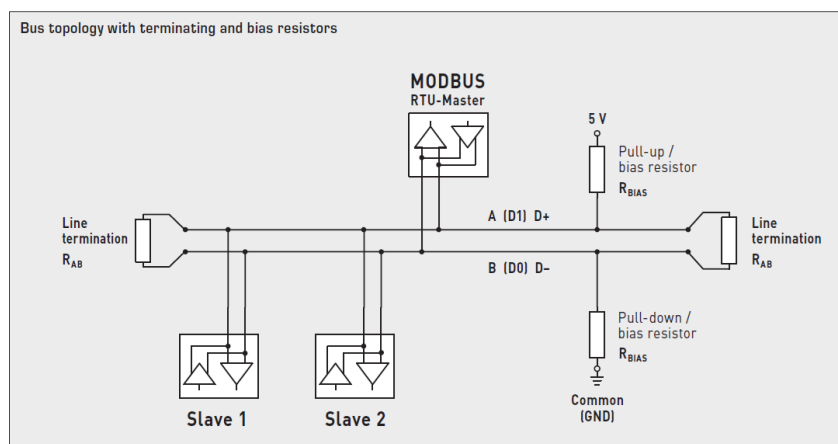 Bus topology with terminating and bias resistors
MODBUS
RTU-Master
5 V
Pull-up /
bias resistor
RBIAS
A (D1) D+
Line
termination
RAB
Line
termination
RAB
B (D0) D–
Pull-down /
bias resistor
RBIAS
Slave 1
Slave 2
Common
(GND)